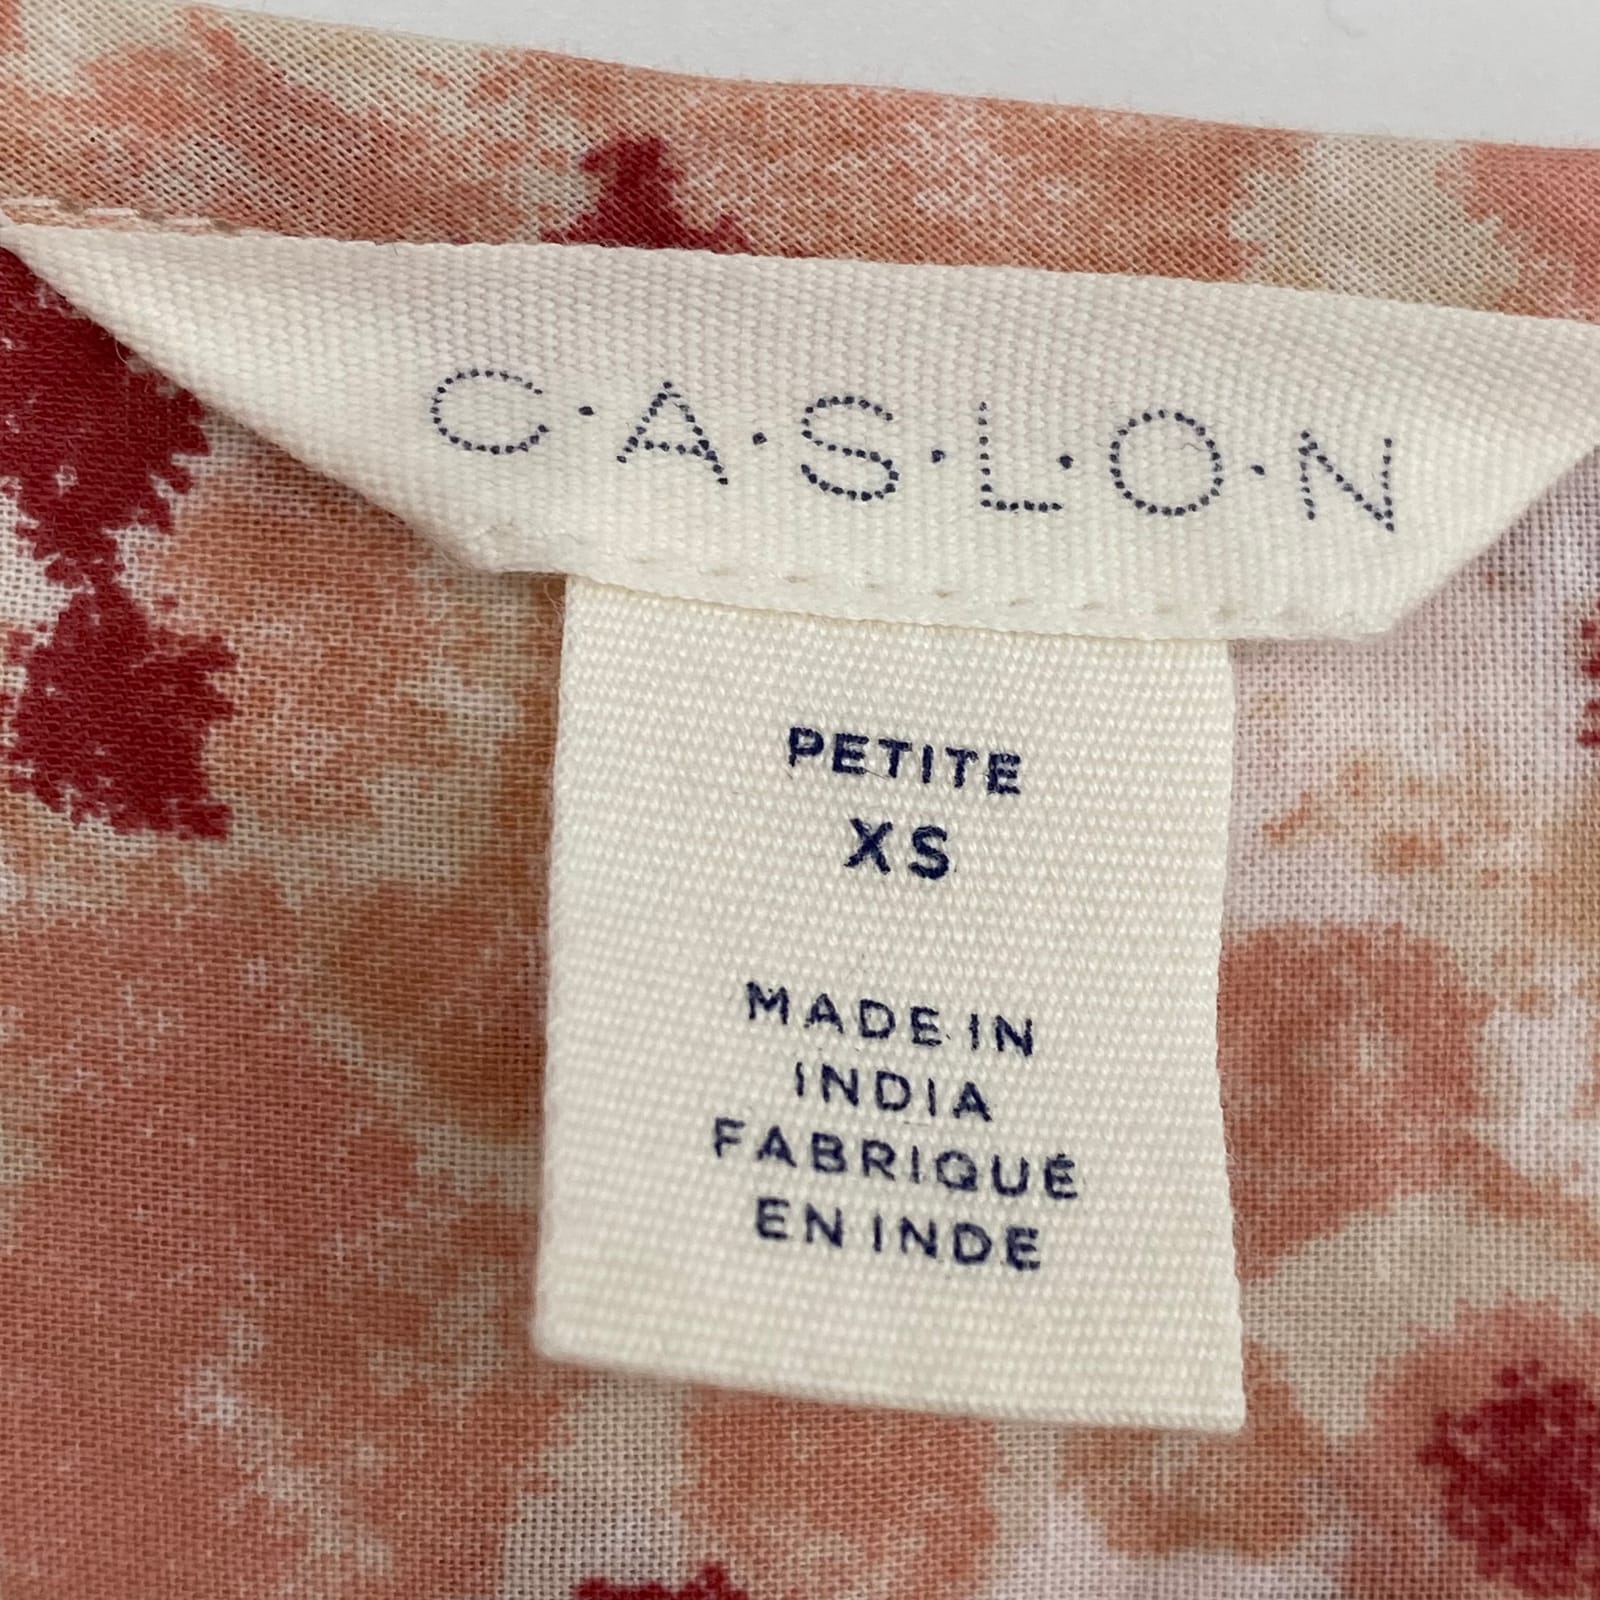 C·A·S·L·O·N
PETITE
XS
MADE IN
INDIA
FABRIQUÉ
EN INDE